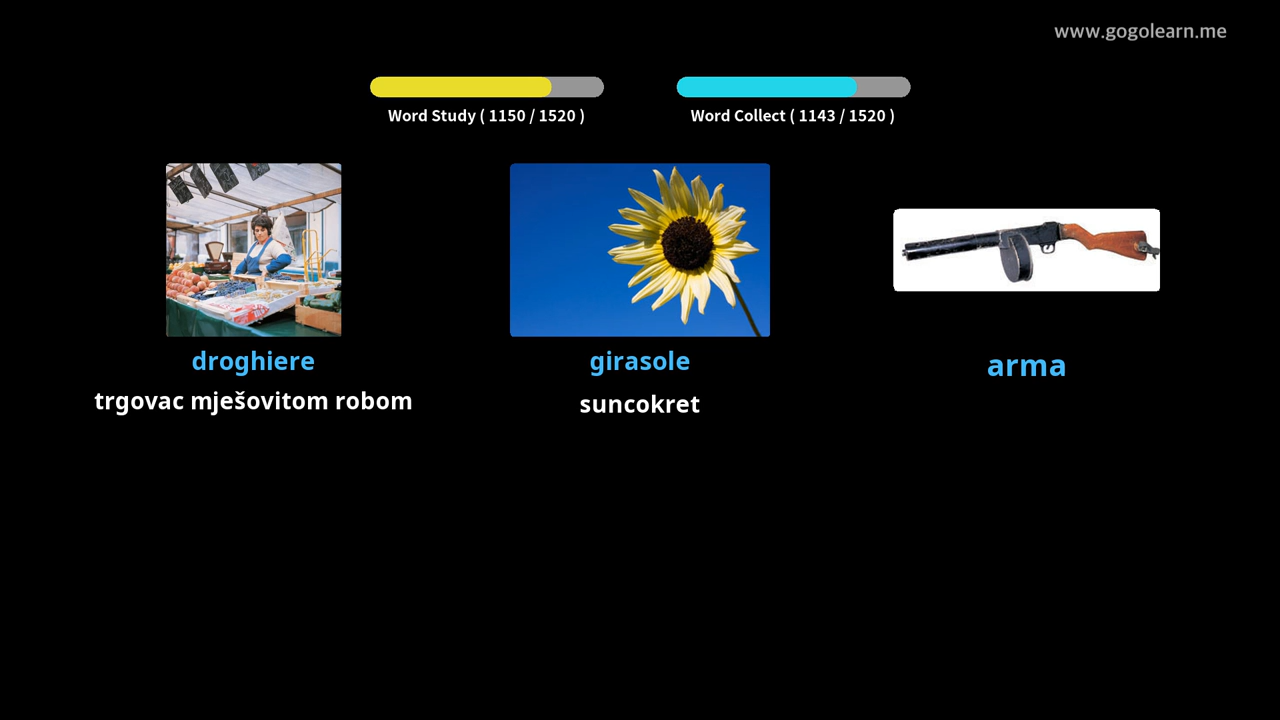 www.gogolearn.me
Word Study ( 1150 / 1520 )
Word Collect ( 1143 / 1520 )
droghiere
trgovac mješovitom robom
girasole
suncokret
arma